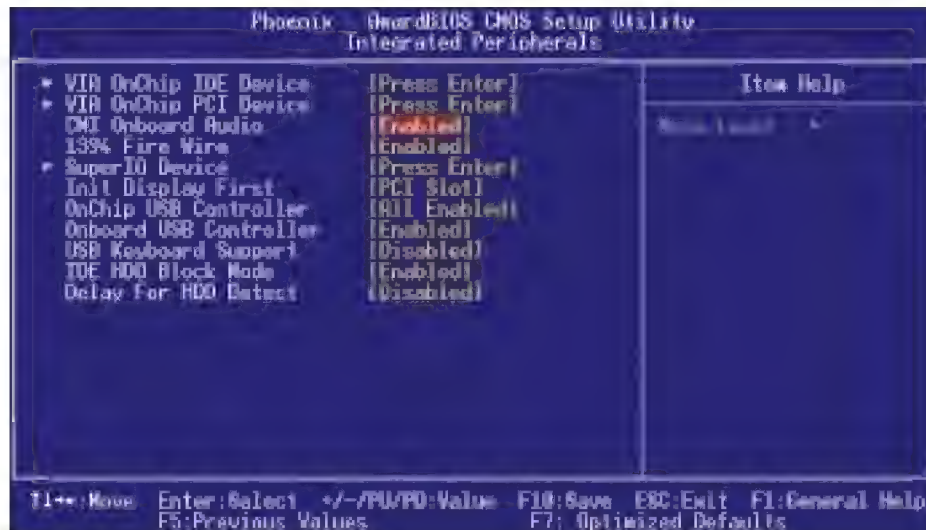 Phoenix - AwardBIOS CMOS Setup Utility
Integrated Peripherals
VIA OnChip IDE Device [Press Enter]
VIA OnChip PCI Device [Press Enter]
CMI Onboard Audio [Enabled]
1394 Fire Wire [Enabled]
SuperIO Device [Press Enter]
Init Display First [PCI Slot]
OnChip USB Controller [All Enabled]
Onboard USB Controller [Enabled]
USB Keyboard Support [Disabled]
IDE HDD Block Mode [Enabled]
Delay For HDD Detect [Disabled]
Item Help
Menu Level
↑↓→←:Move Enter:Select +/-/PU/PD:Value F10:Save ESC:Exit F1:General Help
F5:Previous Values F7: Optimized Defaults